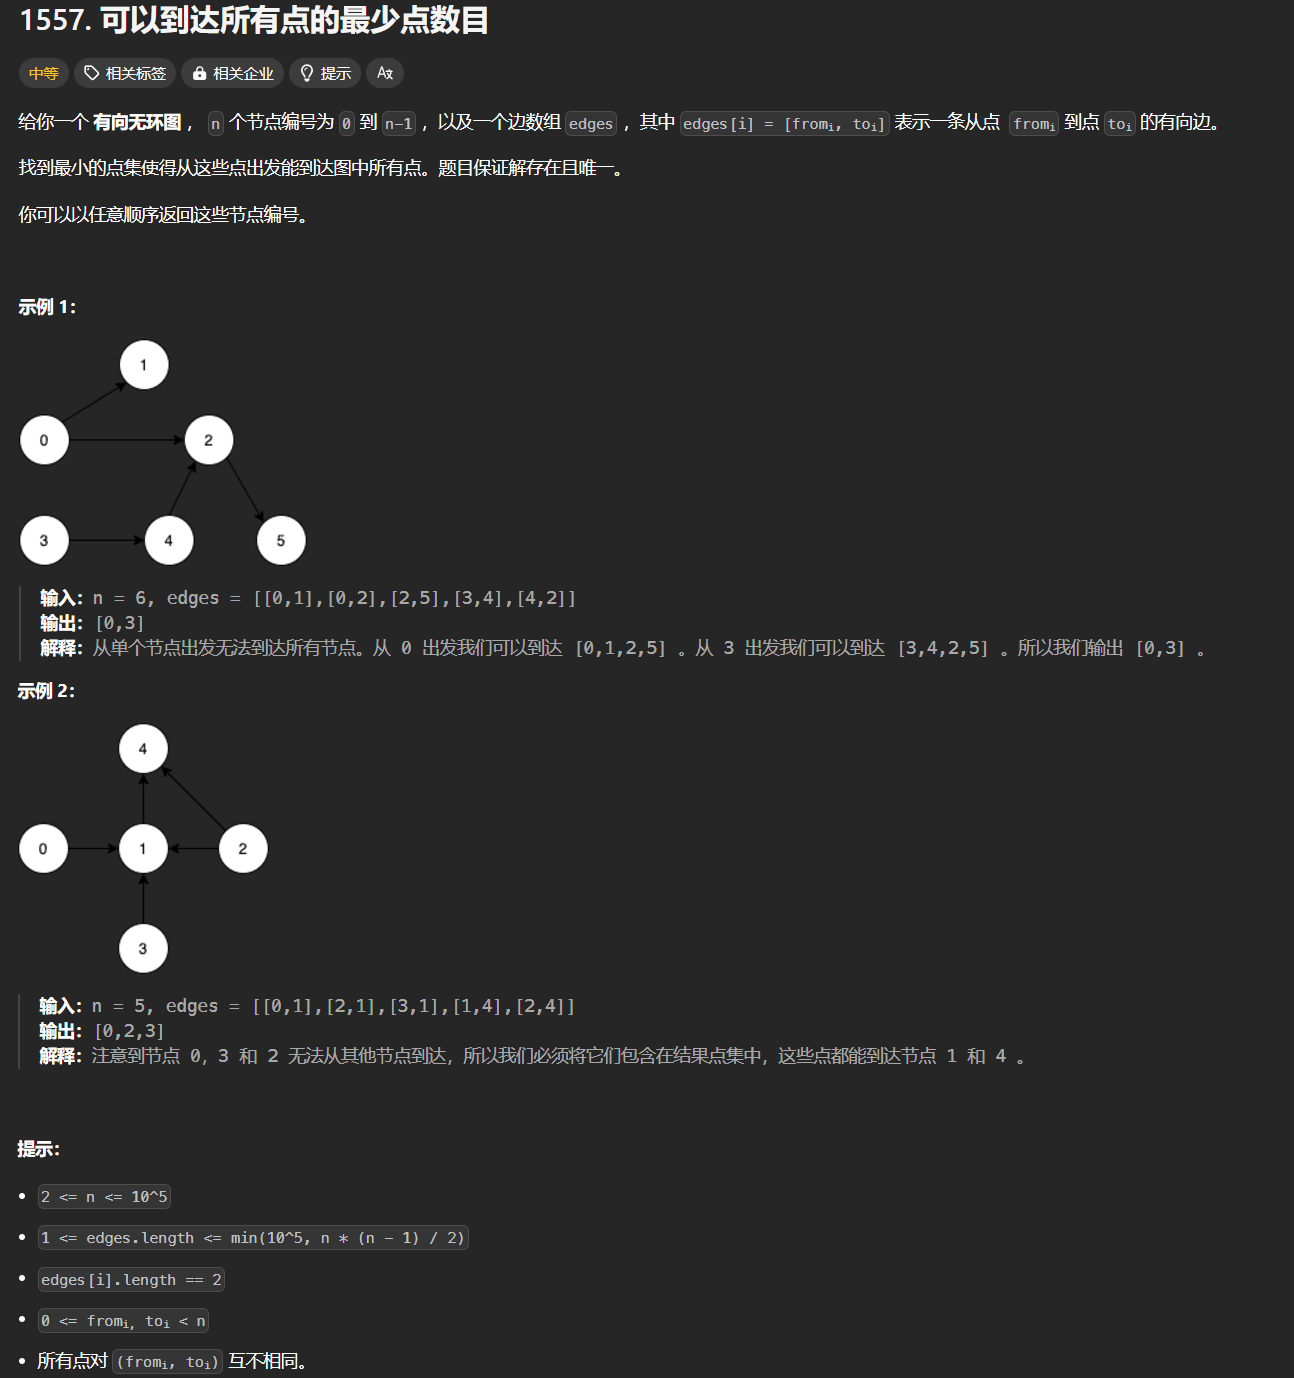 1557. 可以到达所有点的最少点数目
中等 相关标签 相关企业 提示
给你一个 有向无环图 ， n 个节点编号为 0 到 n-1 ，以及一个边数组 edges ，其中 edges[i] = [fromᵢ, toᵢ] 表示一条从点 fromᵢ 到点 toᵢ 的有向边。
找到最小的点集使得从这些点出发能到达图中所有点。题目保证解存在且唯一。
你可以以任意顺序返回这些节点编号。
示例 1：
1
0 2
3 4 5
输入：n = 6, edges = [[0,1],[0,2],[2,5],[3,4],[4,2]]
输出：[0,3]
解释：从单个节点出发无法到达所有节点。从 0 出发我们可以到达 [0,1,2,5] 。从 3 出发我们可以到达 [3,4,2,5] 。所以我们输出 [0,3] 。
示例 2：
4
0 1 2
3
输入：n = 5, edges = [[0,1],[2,1],[3,1],[1,4],[2,4]]
输出：[0,2,3]
解释：注意到节点 0，3 和 2 无法从其他节点到达，所以我们必须将它们包含在结果点集中，这些点都能到达节点 1 和 4 。
提示：
• 2 <= n <= 10^5
• 1 <= edges.length <= min(10^5, n * (n - 1) / 2)
• edges[i].length == 2
• 0 <= fromᵢ, toᵢ < n
• 所有点对 (fromᵢ, toᵢ) 互不相同。